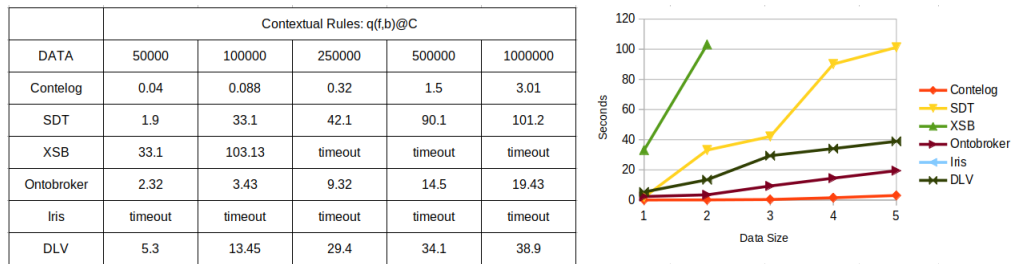 Contextual Rules: q(f,b)@C
DATA 50000 100000 250000 500000 1000000
Contelog 0.04 0.088 0.32 1.5 3.01
SDT 1.9 33.1 42.1 90.1 101.2
XSB 33.1 103.13 timeout timeout timeout
Ontobroker 2.32 3.43 9.32 14.5 19.43
Iris timeout timeout timeout timeout timeout
DLV 5.3 13.45 29.4 34.1 38.9
120
100
80
60
40
20
0
Seconds
1 2 3 4 5
Data Size
Contelog
SDT
XSB
Ontobroker
Iris
DLV